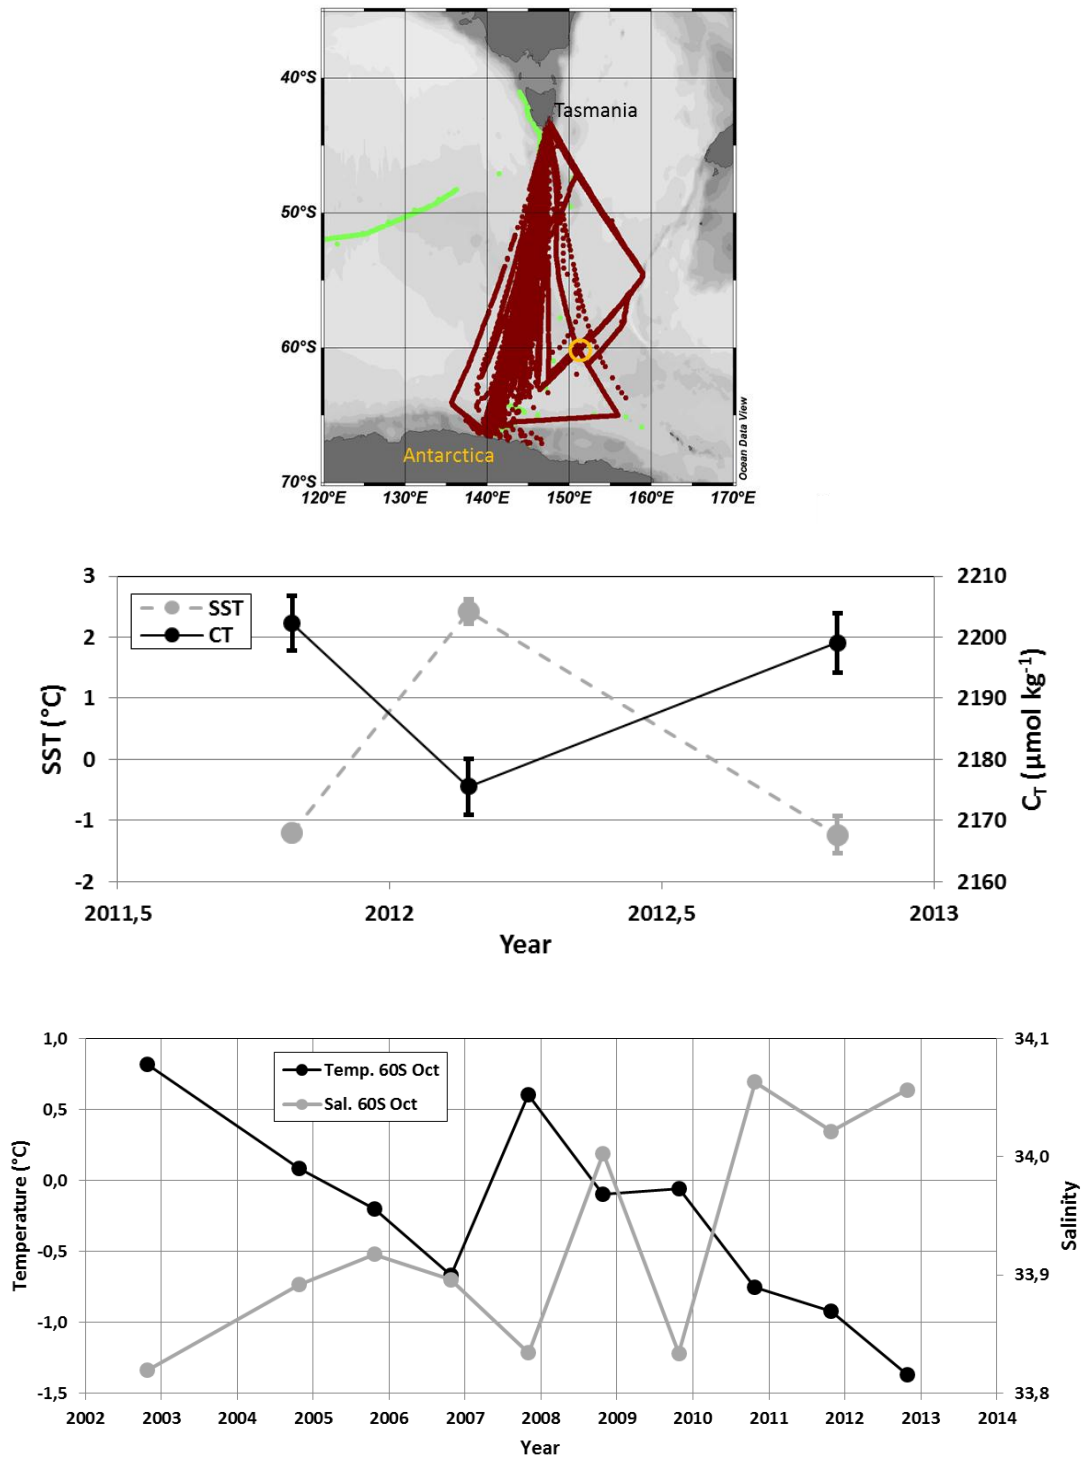 40°S
Tasmania
50°S
60°S
Ocean Data View
Antarctica
70°S
120°E 130°E 140°E 150°E 160°E 170°E
3 2210
SST
CT
2 2200
1 2190
0 2180
-1 2170
-2 2160
SST (°C)
C_T (µmol kg⁻¹)
2011,5 2012 2012,5 2013
Year
1,0 34,1
Temp. 60S Oct
Sal. 60S Oct
0,5
34,0
0,0
-0,5
33,9
-1,0
-1,5 33,8
Temperature (°C)
Salinity
2002 2003 2004 2005 2006 2007 2008 2009 2010 2011 2012 2013 2014
Year